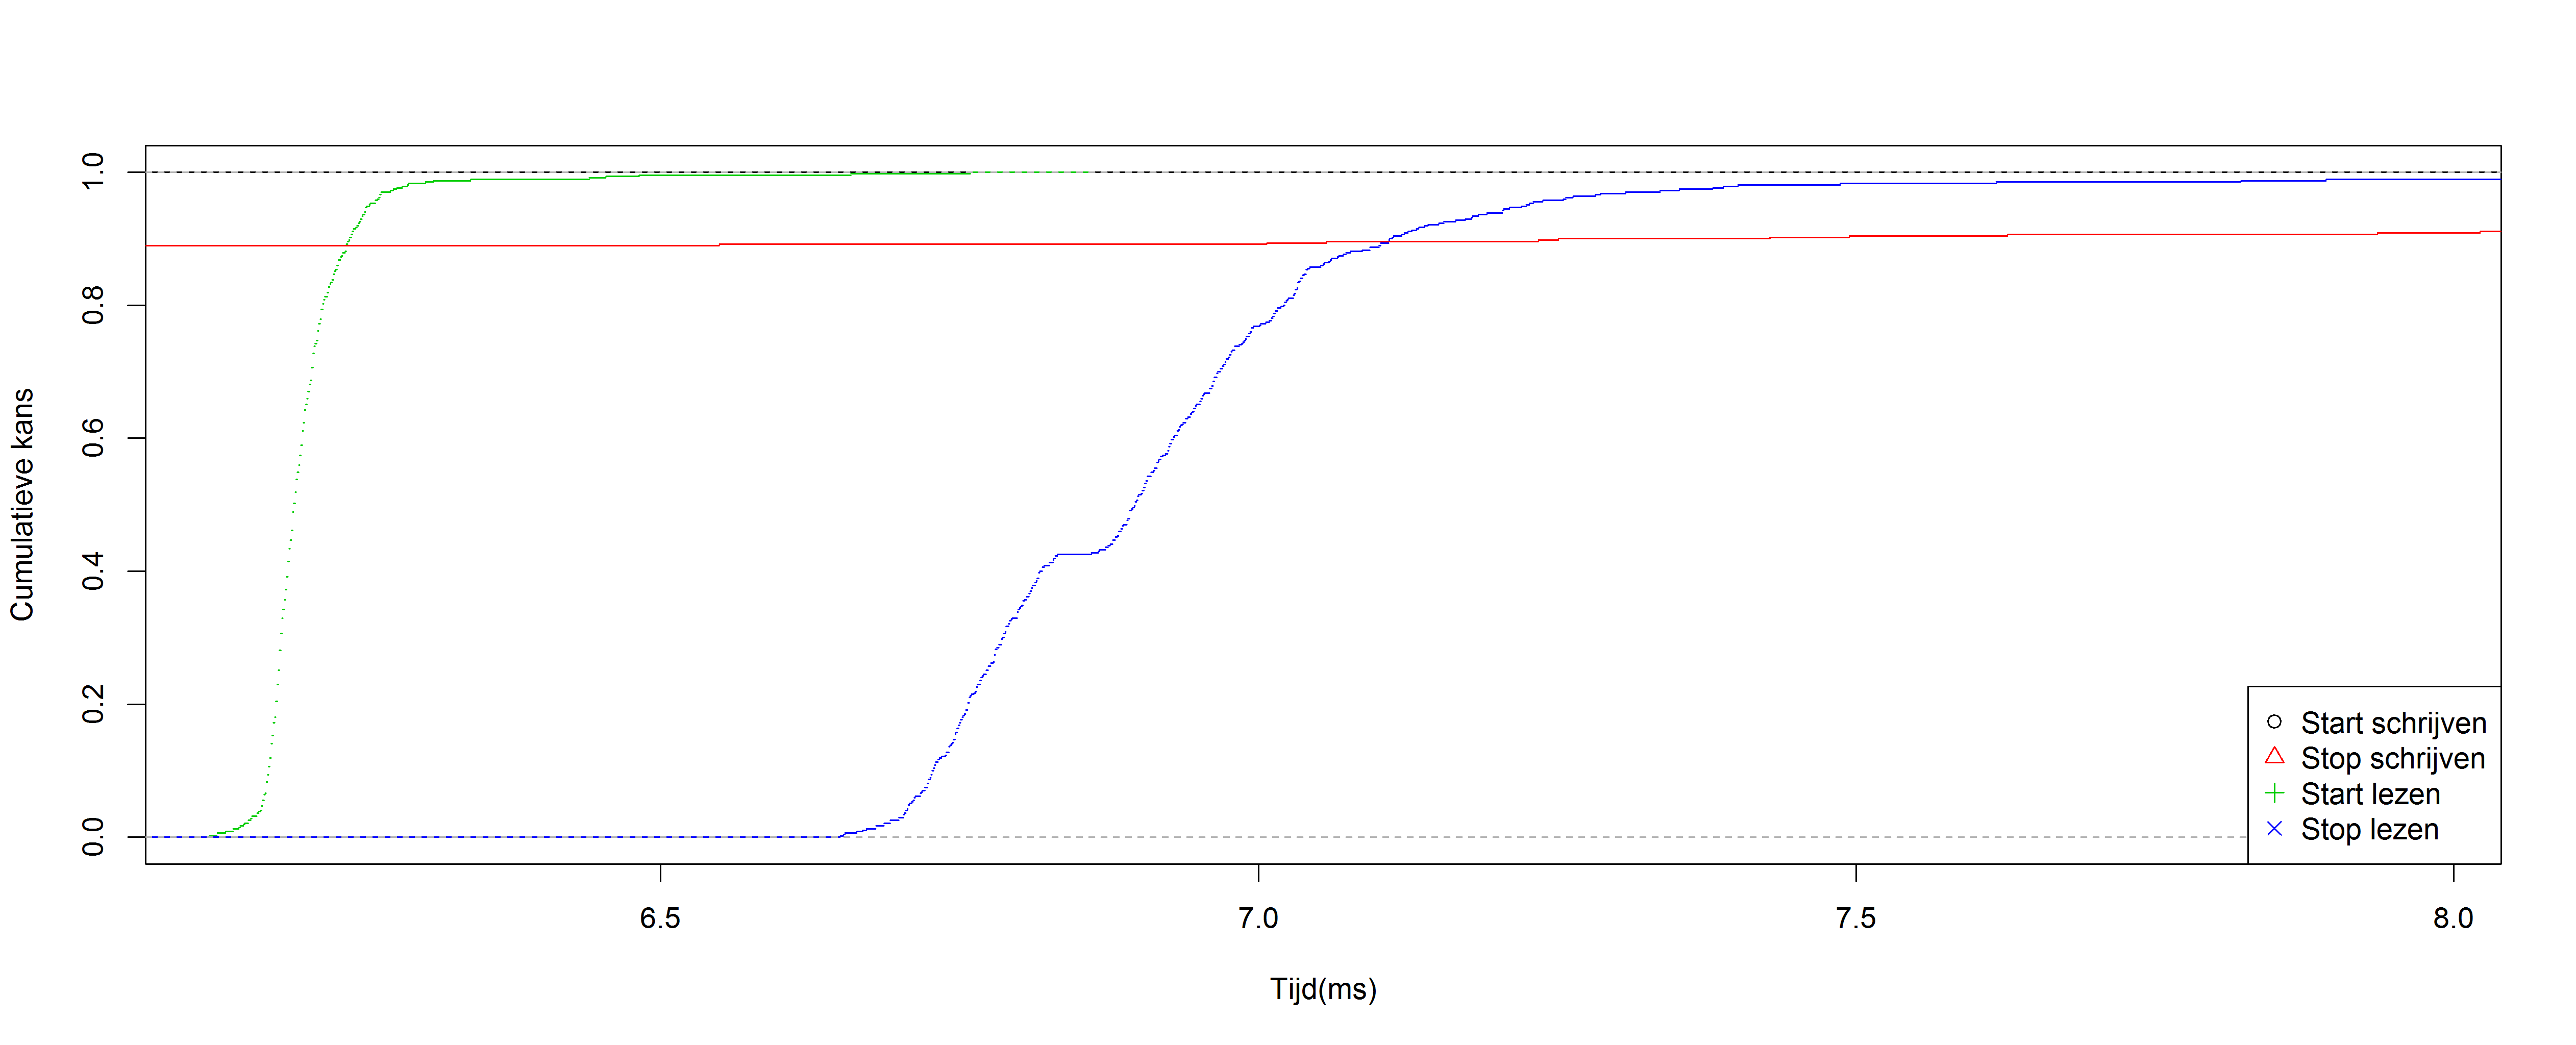 1.0
0.8
0.6
0.4
0.2
0.0
Cumulatieve kans
6.5 7.0 7.5 8.0
Tijd(ms)
Start schrijven
Stop schrijven
Start lezen
Stop lezen